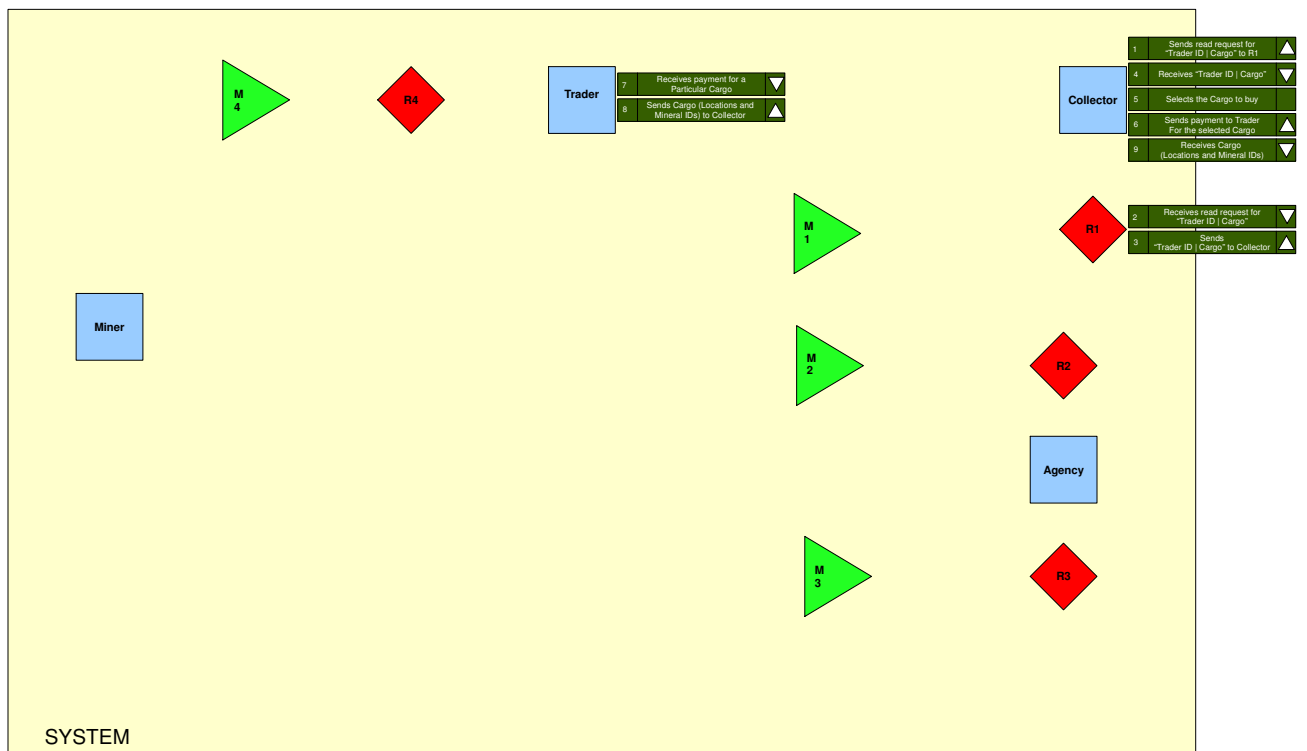 1
Sends read request for
“Trader ID | Cargo” to R1
4
Receives “Trader ID | Cargo”
5
Selects the Cargo to buy
6
Sends payment to Trader
For the selected Cargo
9
Receives Cargo
(Locations and Mineral IDs)
M
4
R4
Trader
7
Receives payment for a
Particular Cargo
8
Sends Cargo (Locations and
Mineral IDs) to Collector
Collector
M
1
R1
2
Receives read request for
“Trader ID | Cargo”
3
Sends
“Trader ID | Cargo” to Collector
Miner
M
2
R2
Agency
M
3
R3
SYSTEM